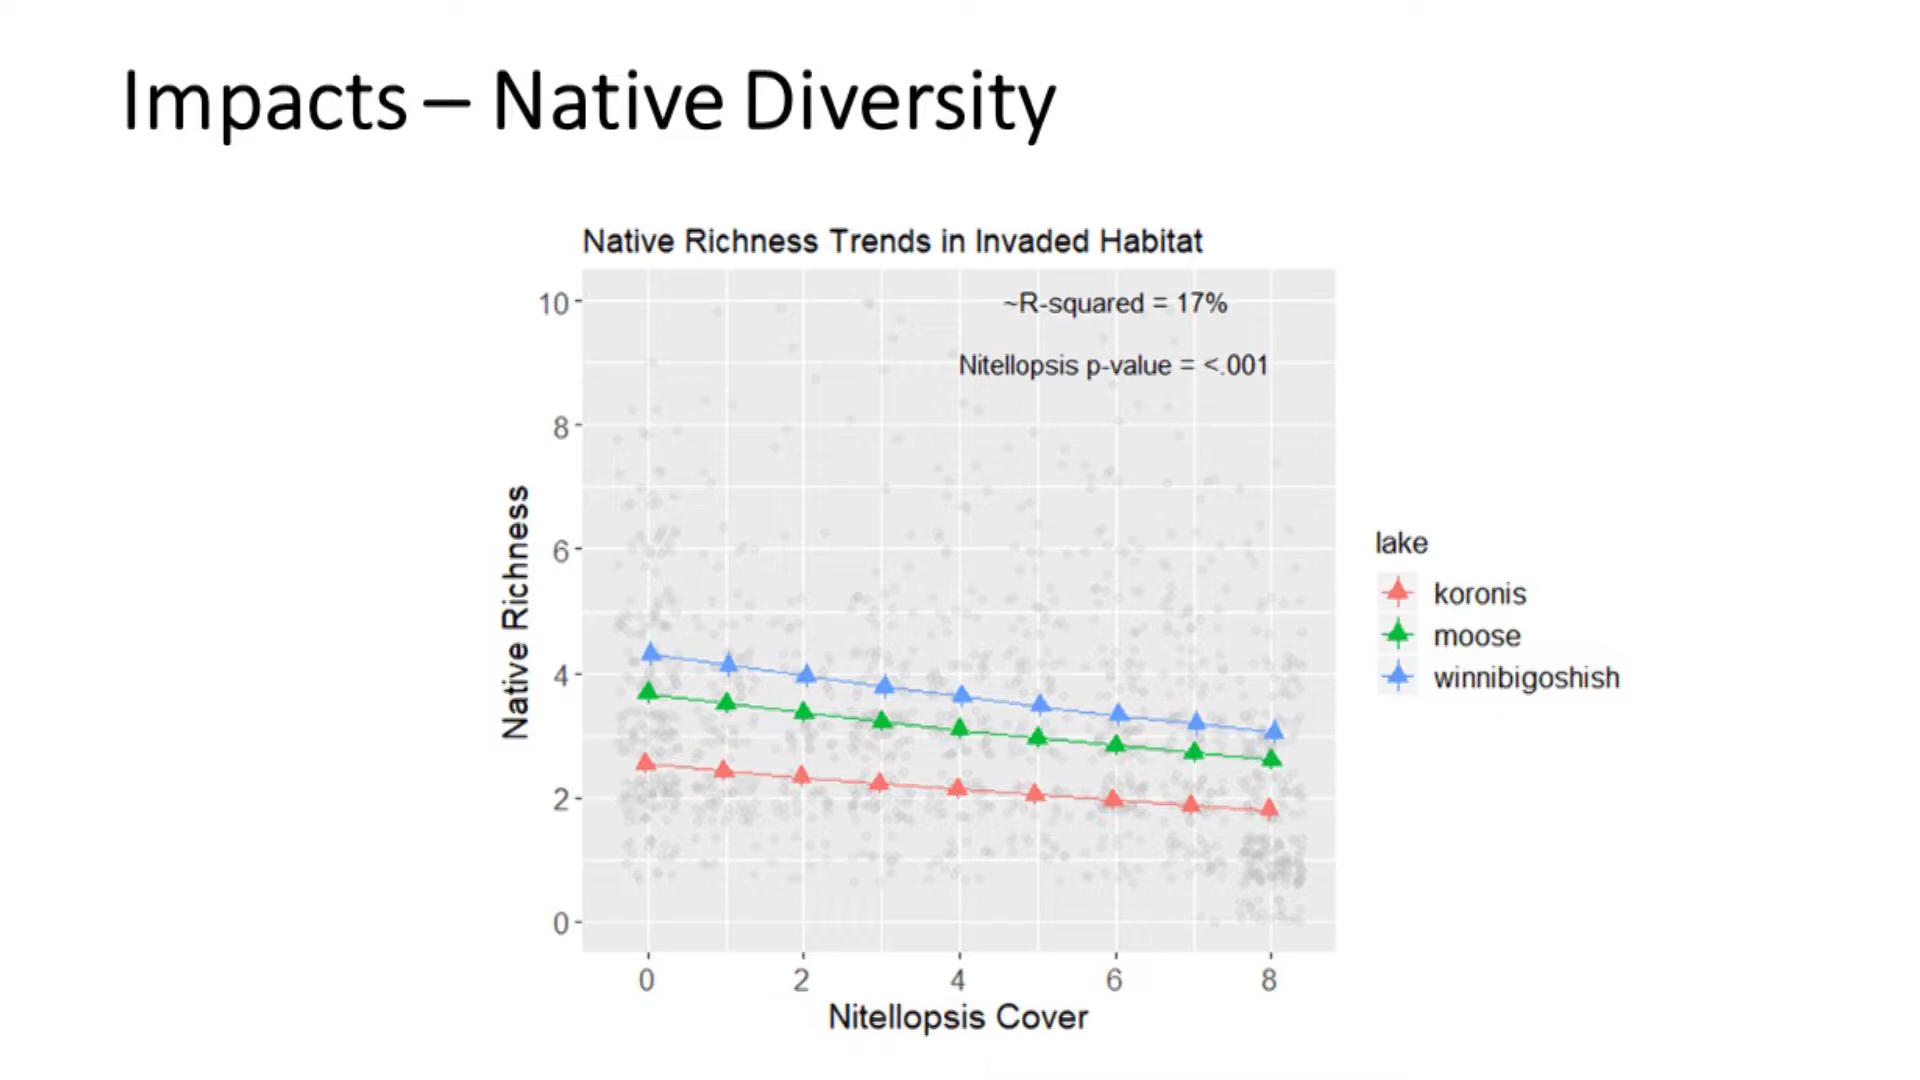 Impacts – Native Diversity
Native Richness Trends in Invaded Habitat
~R-squared = 17%
Nitellopsis p-value = <.001
10
8
6
4
2
0
Native Richness
0 2 4 6 8
Nitellopsis Cover
lake
koronis
moose
winnibigoshish